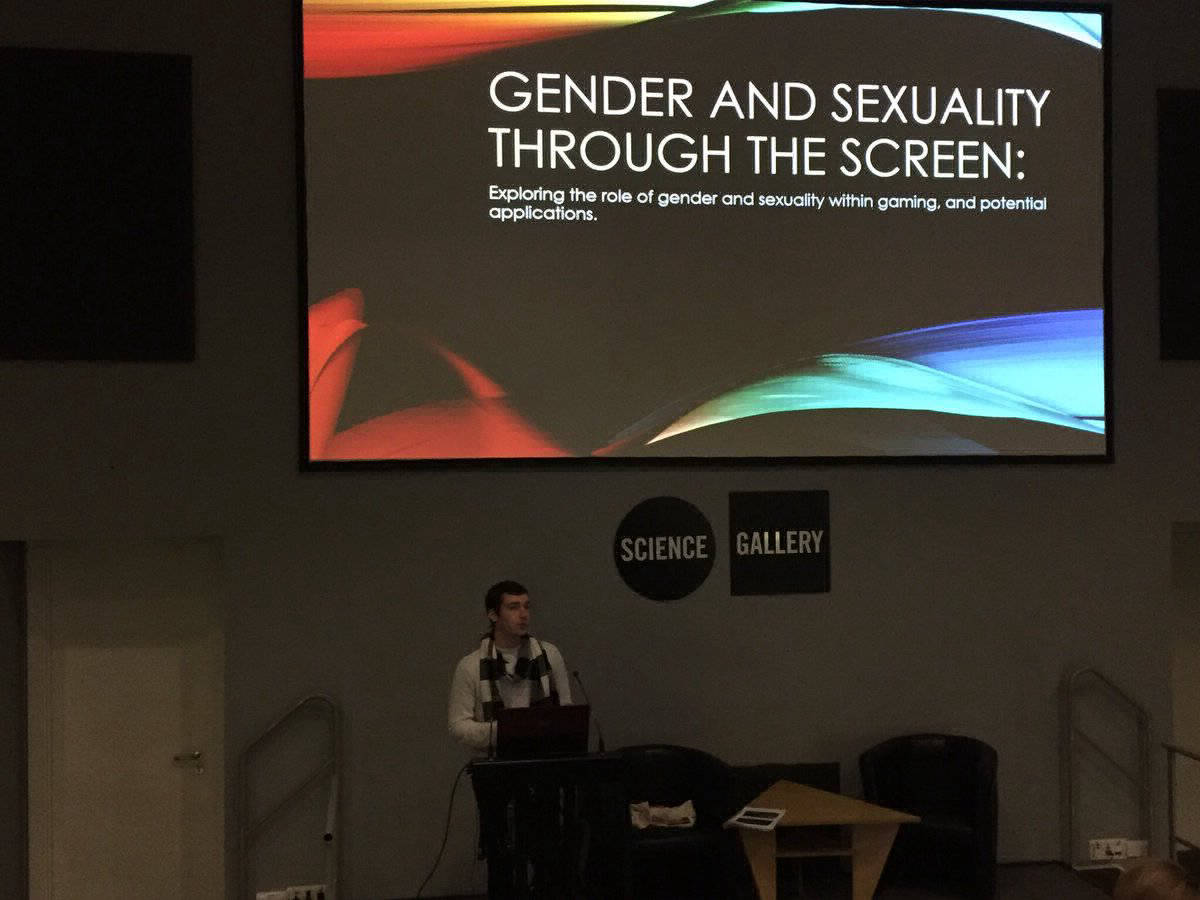 GENDER AND SEXUALITY
THROUGH THE SCREEN:
Exploring the role of gender and sexuality within gaming, and potential
applications.
SCIENCE
GALLERY